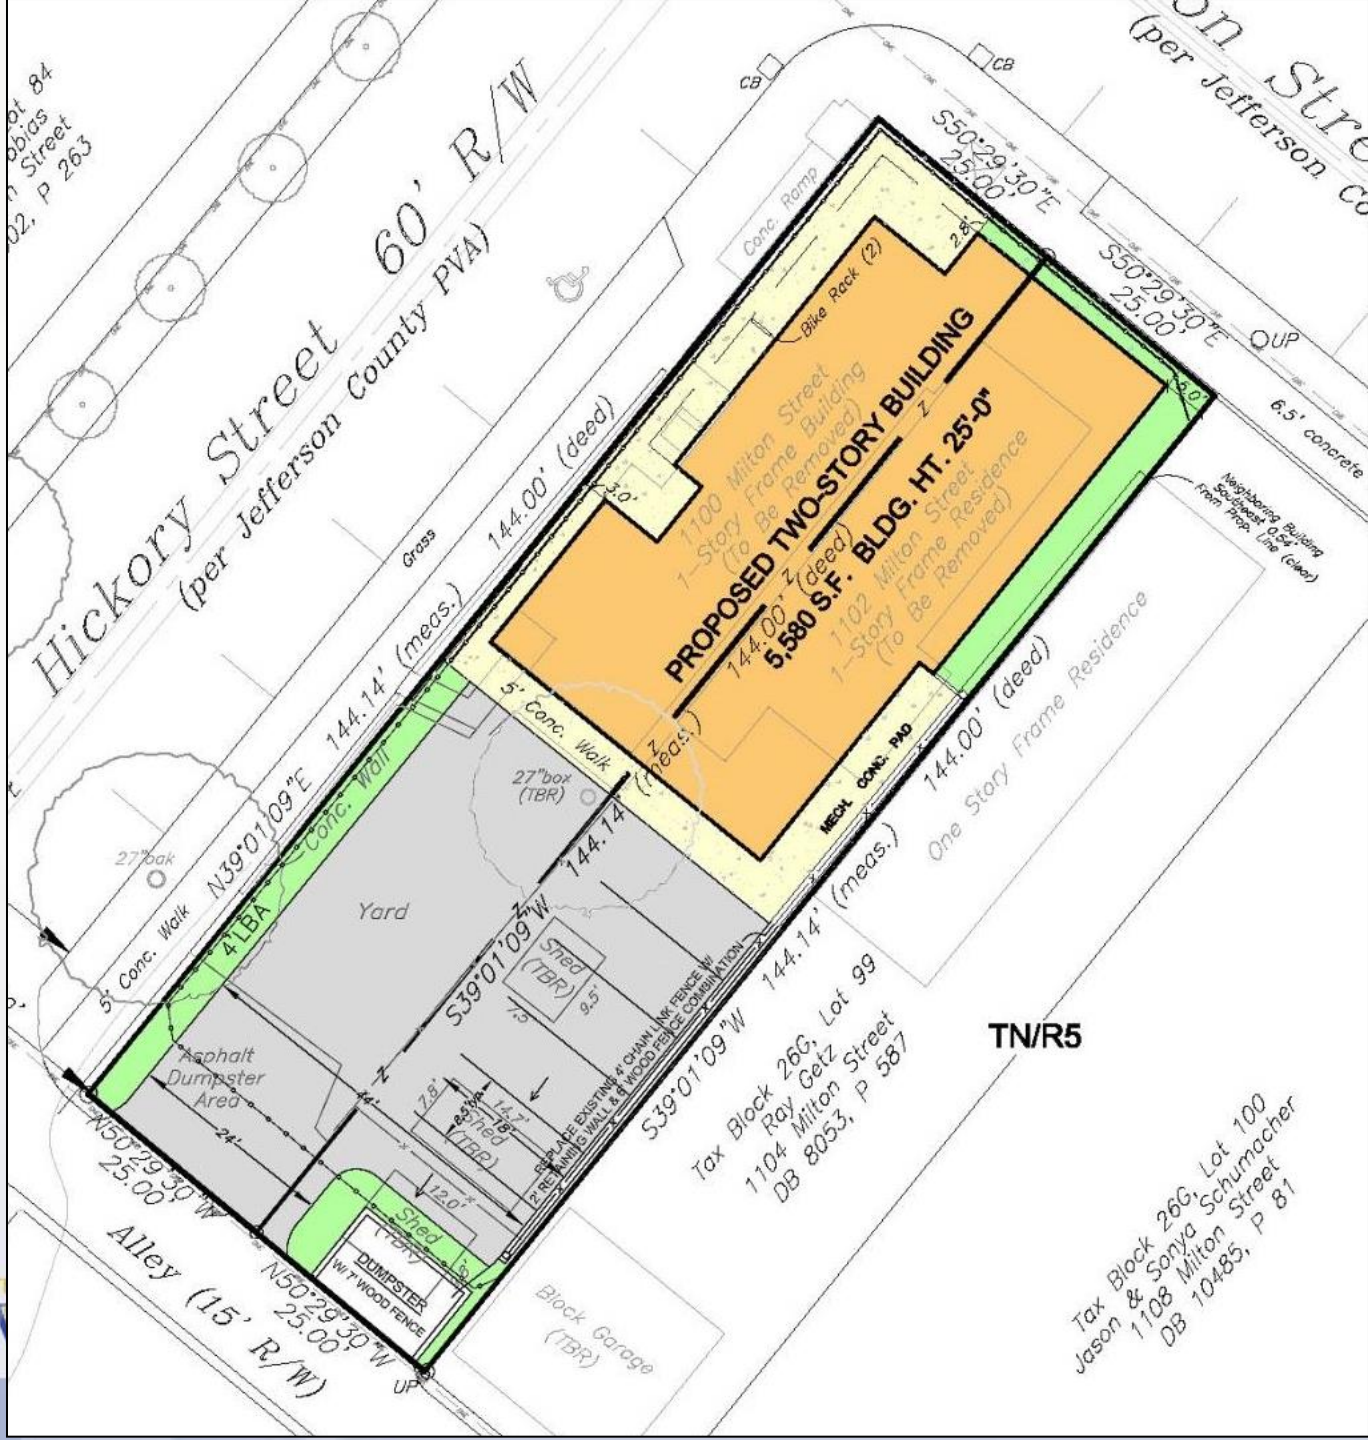 Lot 84
Street
P 263
Hickory Street 60' R/W
(per Jefferson County PVA)
Street
(per Jefferson Co
CB
CB
Conc. Ramp
S50°29'30"E
25.00'
S50°29'30"E
25.00'
UP
6.5' concrete
2.8'
5.0'
3.0'
Bike Rack (2)
Neighboring Building
Southeast 0.54'
From Prop. Line (clear)
1100 Milton Street
1-Story Frame Building
(To Be Removed)
PROPOSED TWO-STORY BUILDING
5,580 S.F. BLDG. HT. 25'-0"
144.00' (deed)
1102 Milton Street
1-Story Frame Residence
(To Be Removed)
Z
Z
Z
Z
Z
144.00' (deed)
Grass
N39°01'09"E 144.14' (meas.)
5' Conc. Walk
Conc. Wall
27"oak
5' Conc. Walk
4'LBA
Yard
27"box
(TBR)
S39°01'09"W 144.14' (meas.)
MECH. CONC. PAD
144.00' (deed)
One Story Frame Residence
S39°01'09"W 144.14' (meas.)
Shed
(TBR)
9.5'
7.5'
REPLACE EXISTING 4' CHAIN LINK FENCE W/
2' RETAINING WALL & 6' WOOD FENCE COMBINATION
Tax Block 26G, Lot 99
Ray Getz
1104 Milton Street
DB 8053, P 587
TN/R5
Tax Block 26G, Lot 100
Jason & Sonya Schumacher
1108 Milton Street
DB 10485, P 81
Asphalt
Dumpster
Area
24'
44'
7.8'
8.5' typ.
14.7'
18'
Shed
(TBR)
12.0'
Shed
(TBR)
DUMPSTER
W/ 7' WOOD FENCE
N50°29'30"W
25.00'
N50°29'30"W
25.00'
Alley (15' R/W)
UP
Block Garage
(TBR)